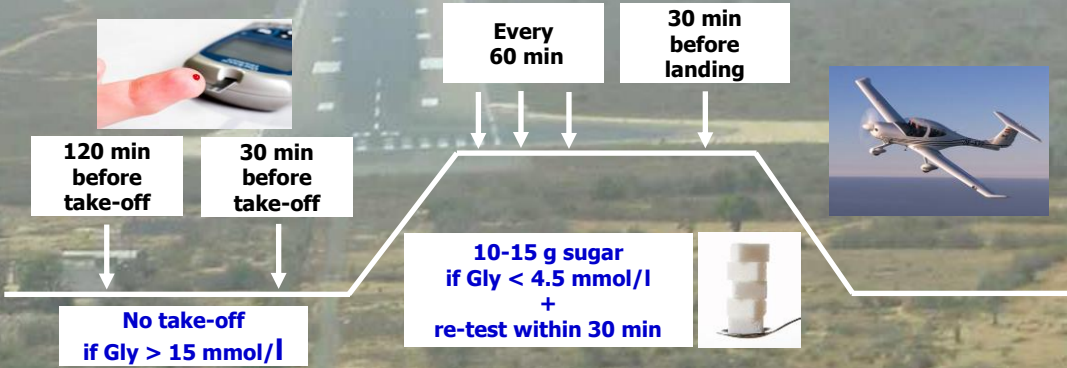 Every
60 min
30 min
before
landing
120 min
before
take-off
30 min
before
take-off
10-15 g sugar
if Gly < 4.5 mmol/l
+
re-test within 30 min
No take-off
if Gly > 15 mmol/l